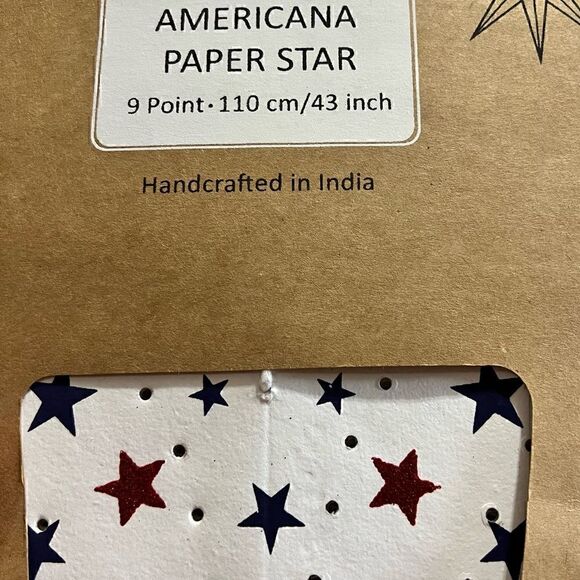 AMERICANA
PAPER STAR
9 Point · 110 cm/43 inch
Handcrafted in India